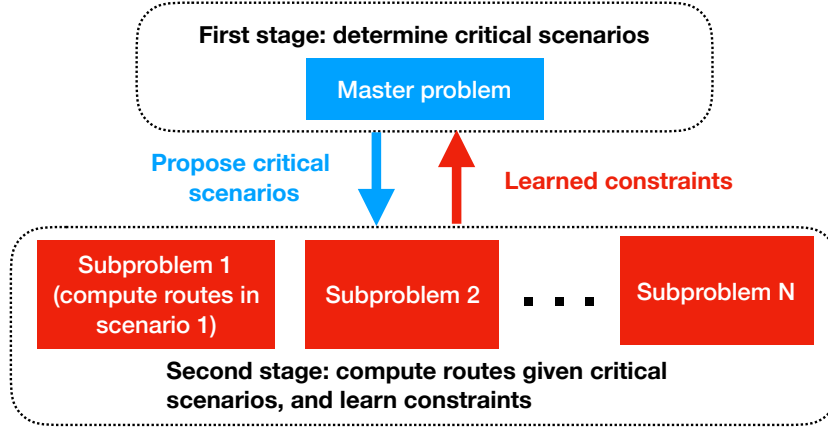 First stage: determine critical scenarios
Master problem
Propose critical
scenarios
Learned constraints
Subproblem 1
(compute routes in
scenario 1)
Subproblem 2
. . .
Subproblem N
Second stage: compute routes given critical
scenarios, and learn constraints